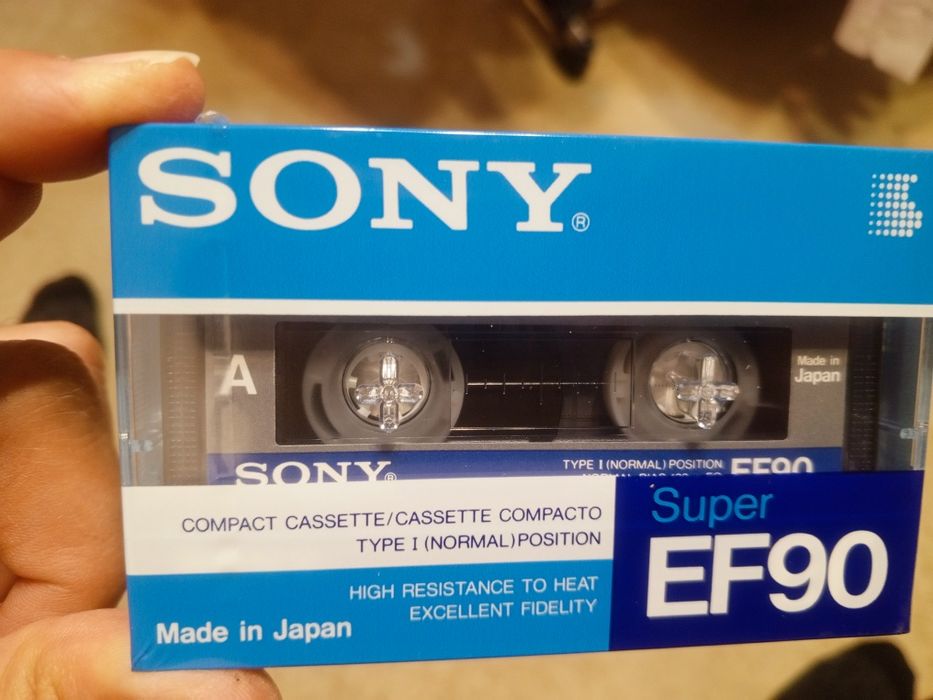 SONY®
A
Made in
Japan
SONY®
TYPE I (NORMAL) POSITION
EF90
COMPACT CASSETTE/CASSETTE COMPACTO
TYPE I (NORMAL) POSITION
Super
EF90
HIGH RESISTANCE TO HEAT
EXCELLENT FIDELITY
Made in Japan